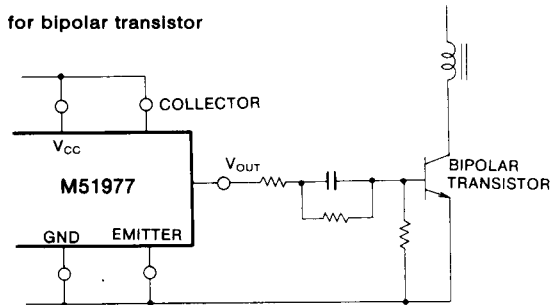 for bipolar transistor
COLLECTOR
VCC
VOUT
M51977
BIPOLAR
TRANSISTOR
GND
EMITTER